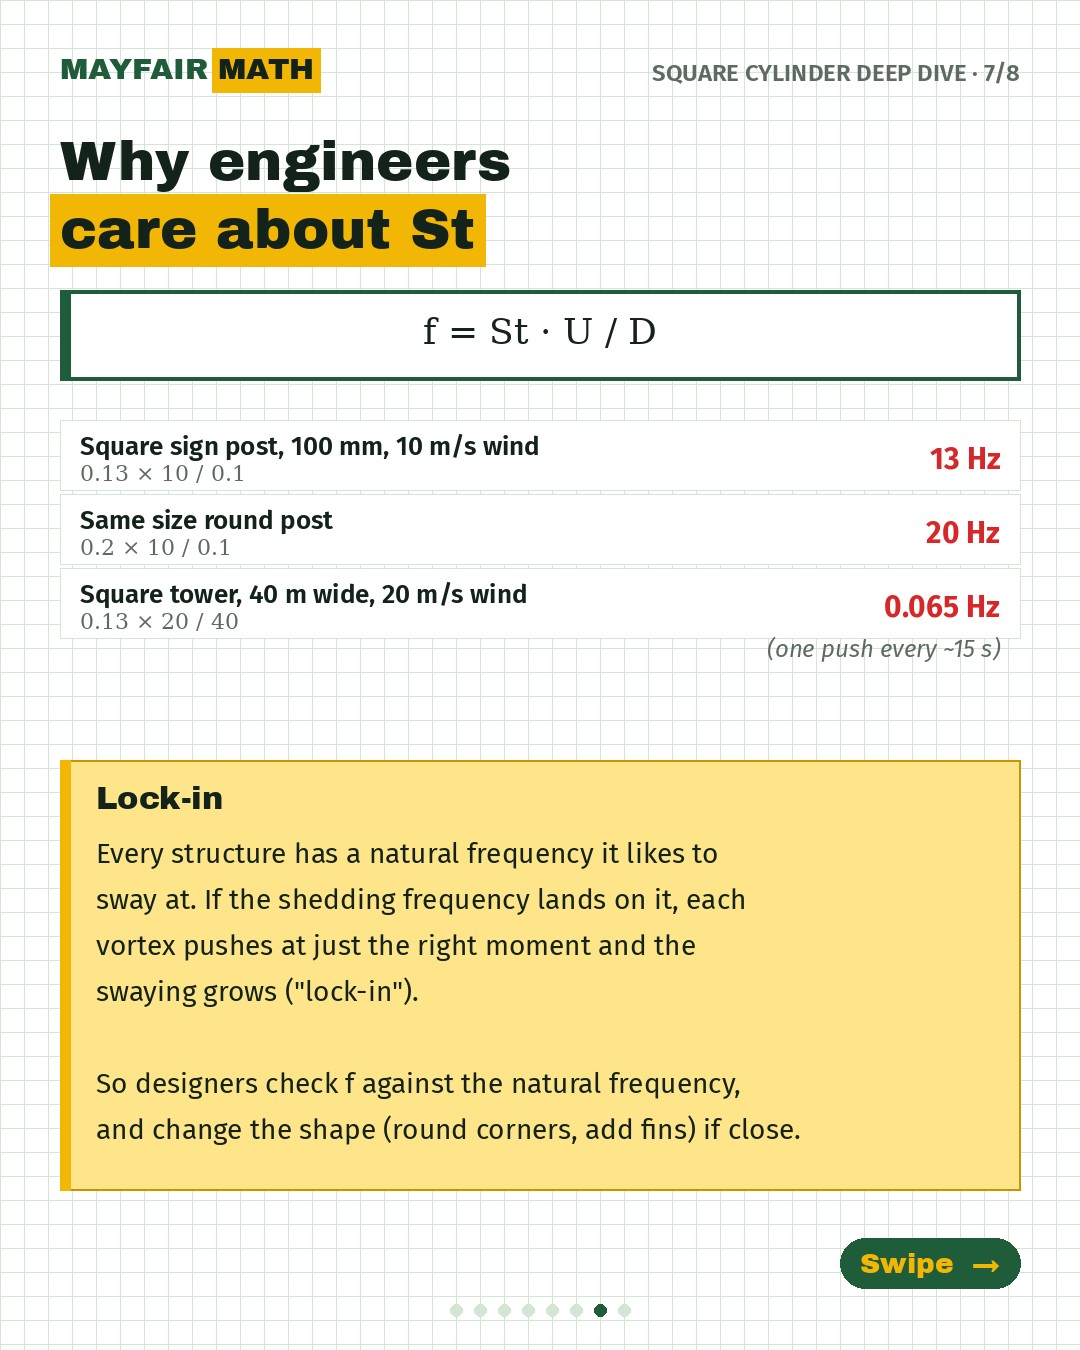 MAYFAIR MATH
SQUARE CYLINDER DEEP DIVE · 7/8
Why engineers
care about St
f = St · U / D
Square sign post, 100 mm, 10 m/s wind
0.13 × 10 / 0.1
13 Hz
Same size round post
0.2 × 10 / 0.1
20 Hz
Square tower, 40 m wide, 20 m/s wind
0.13 × 20 / 40
0.065 Hz
(one push every ~15 s)
Lock-in
Every structure has a natural frequency it likes to
sway at. If the shedding frequency lands on it, each
vortex pushes at just the right moment and the
swaying grows ("lock-in").
So designers check f against the natural frequency,
and change the shape (round corners, add fins) if close.
Swipe →